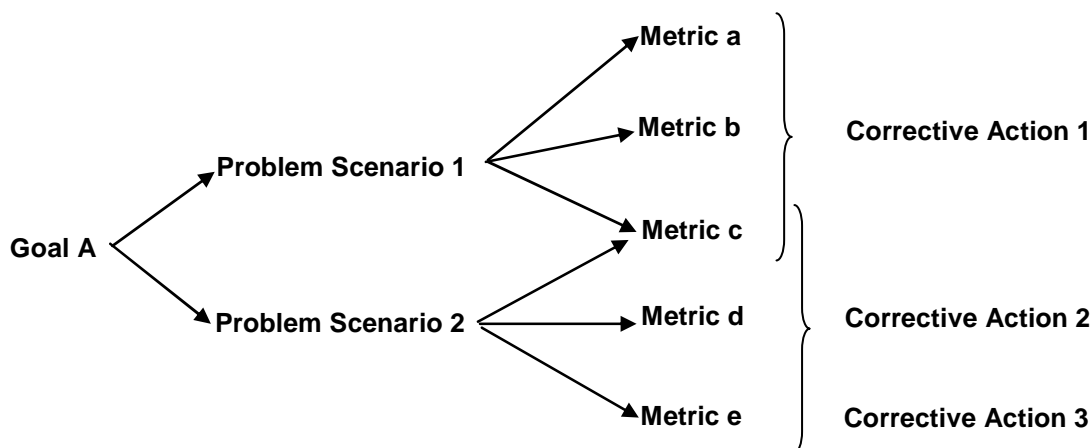 Goal A
Problem Scenario 1
Problem Scenario 2
Metric a
Metric b
Metric c
Metric d
Metric e
Corrective Action 1
Corrective Action 2
Corrective Action 3